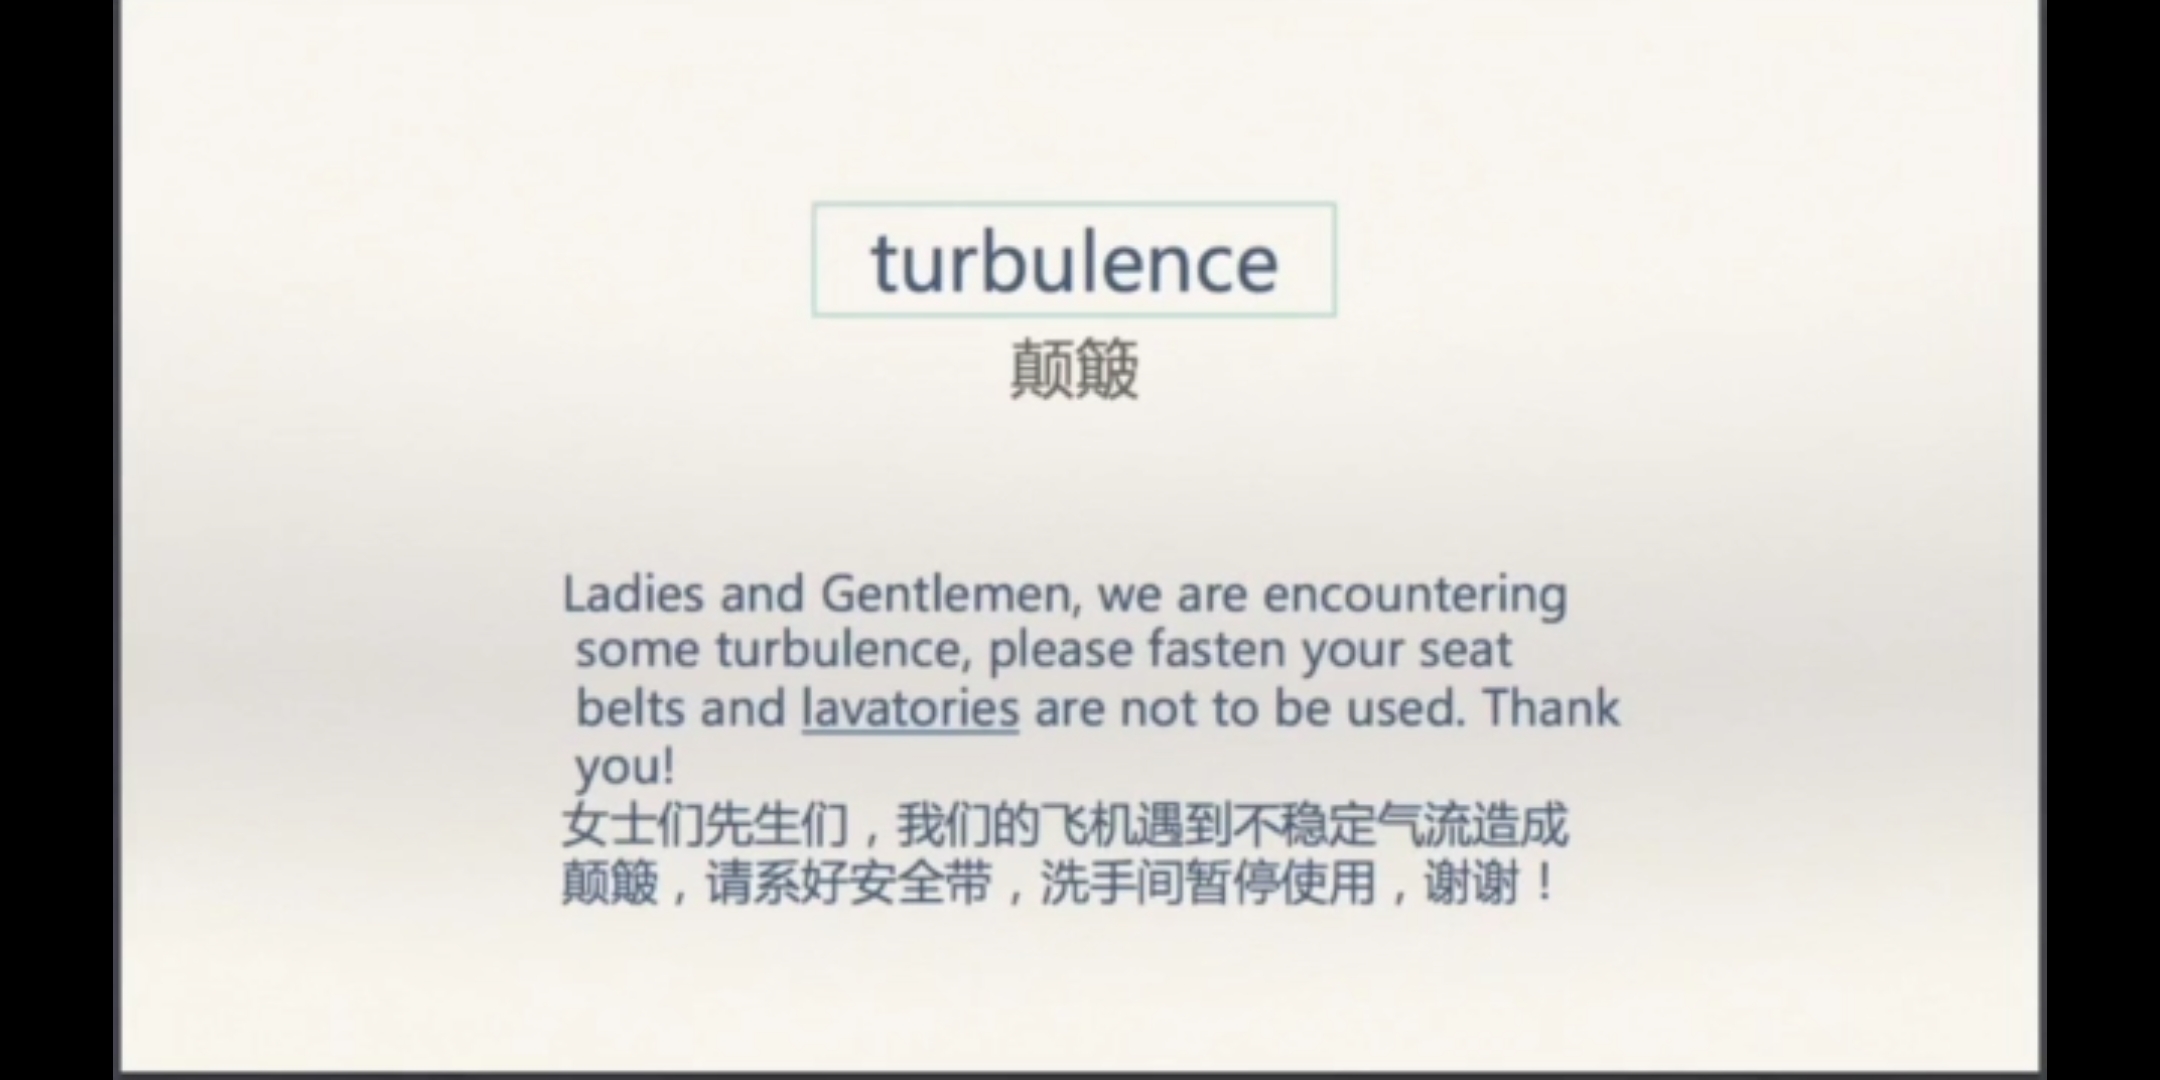 turbulence
颠簸
Ladies and Gentlemen, we are encountering
some turbulence, please fasten your seat
belts and lavatories are not to be used. Thank
you!
女士们先生们，我们的飞机遇到不稳定气流造成
颠簸，请系好安全带，洗手间暂停使用，谢谢！